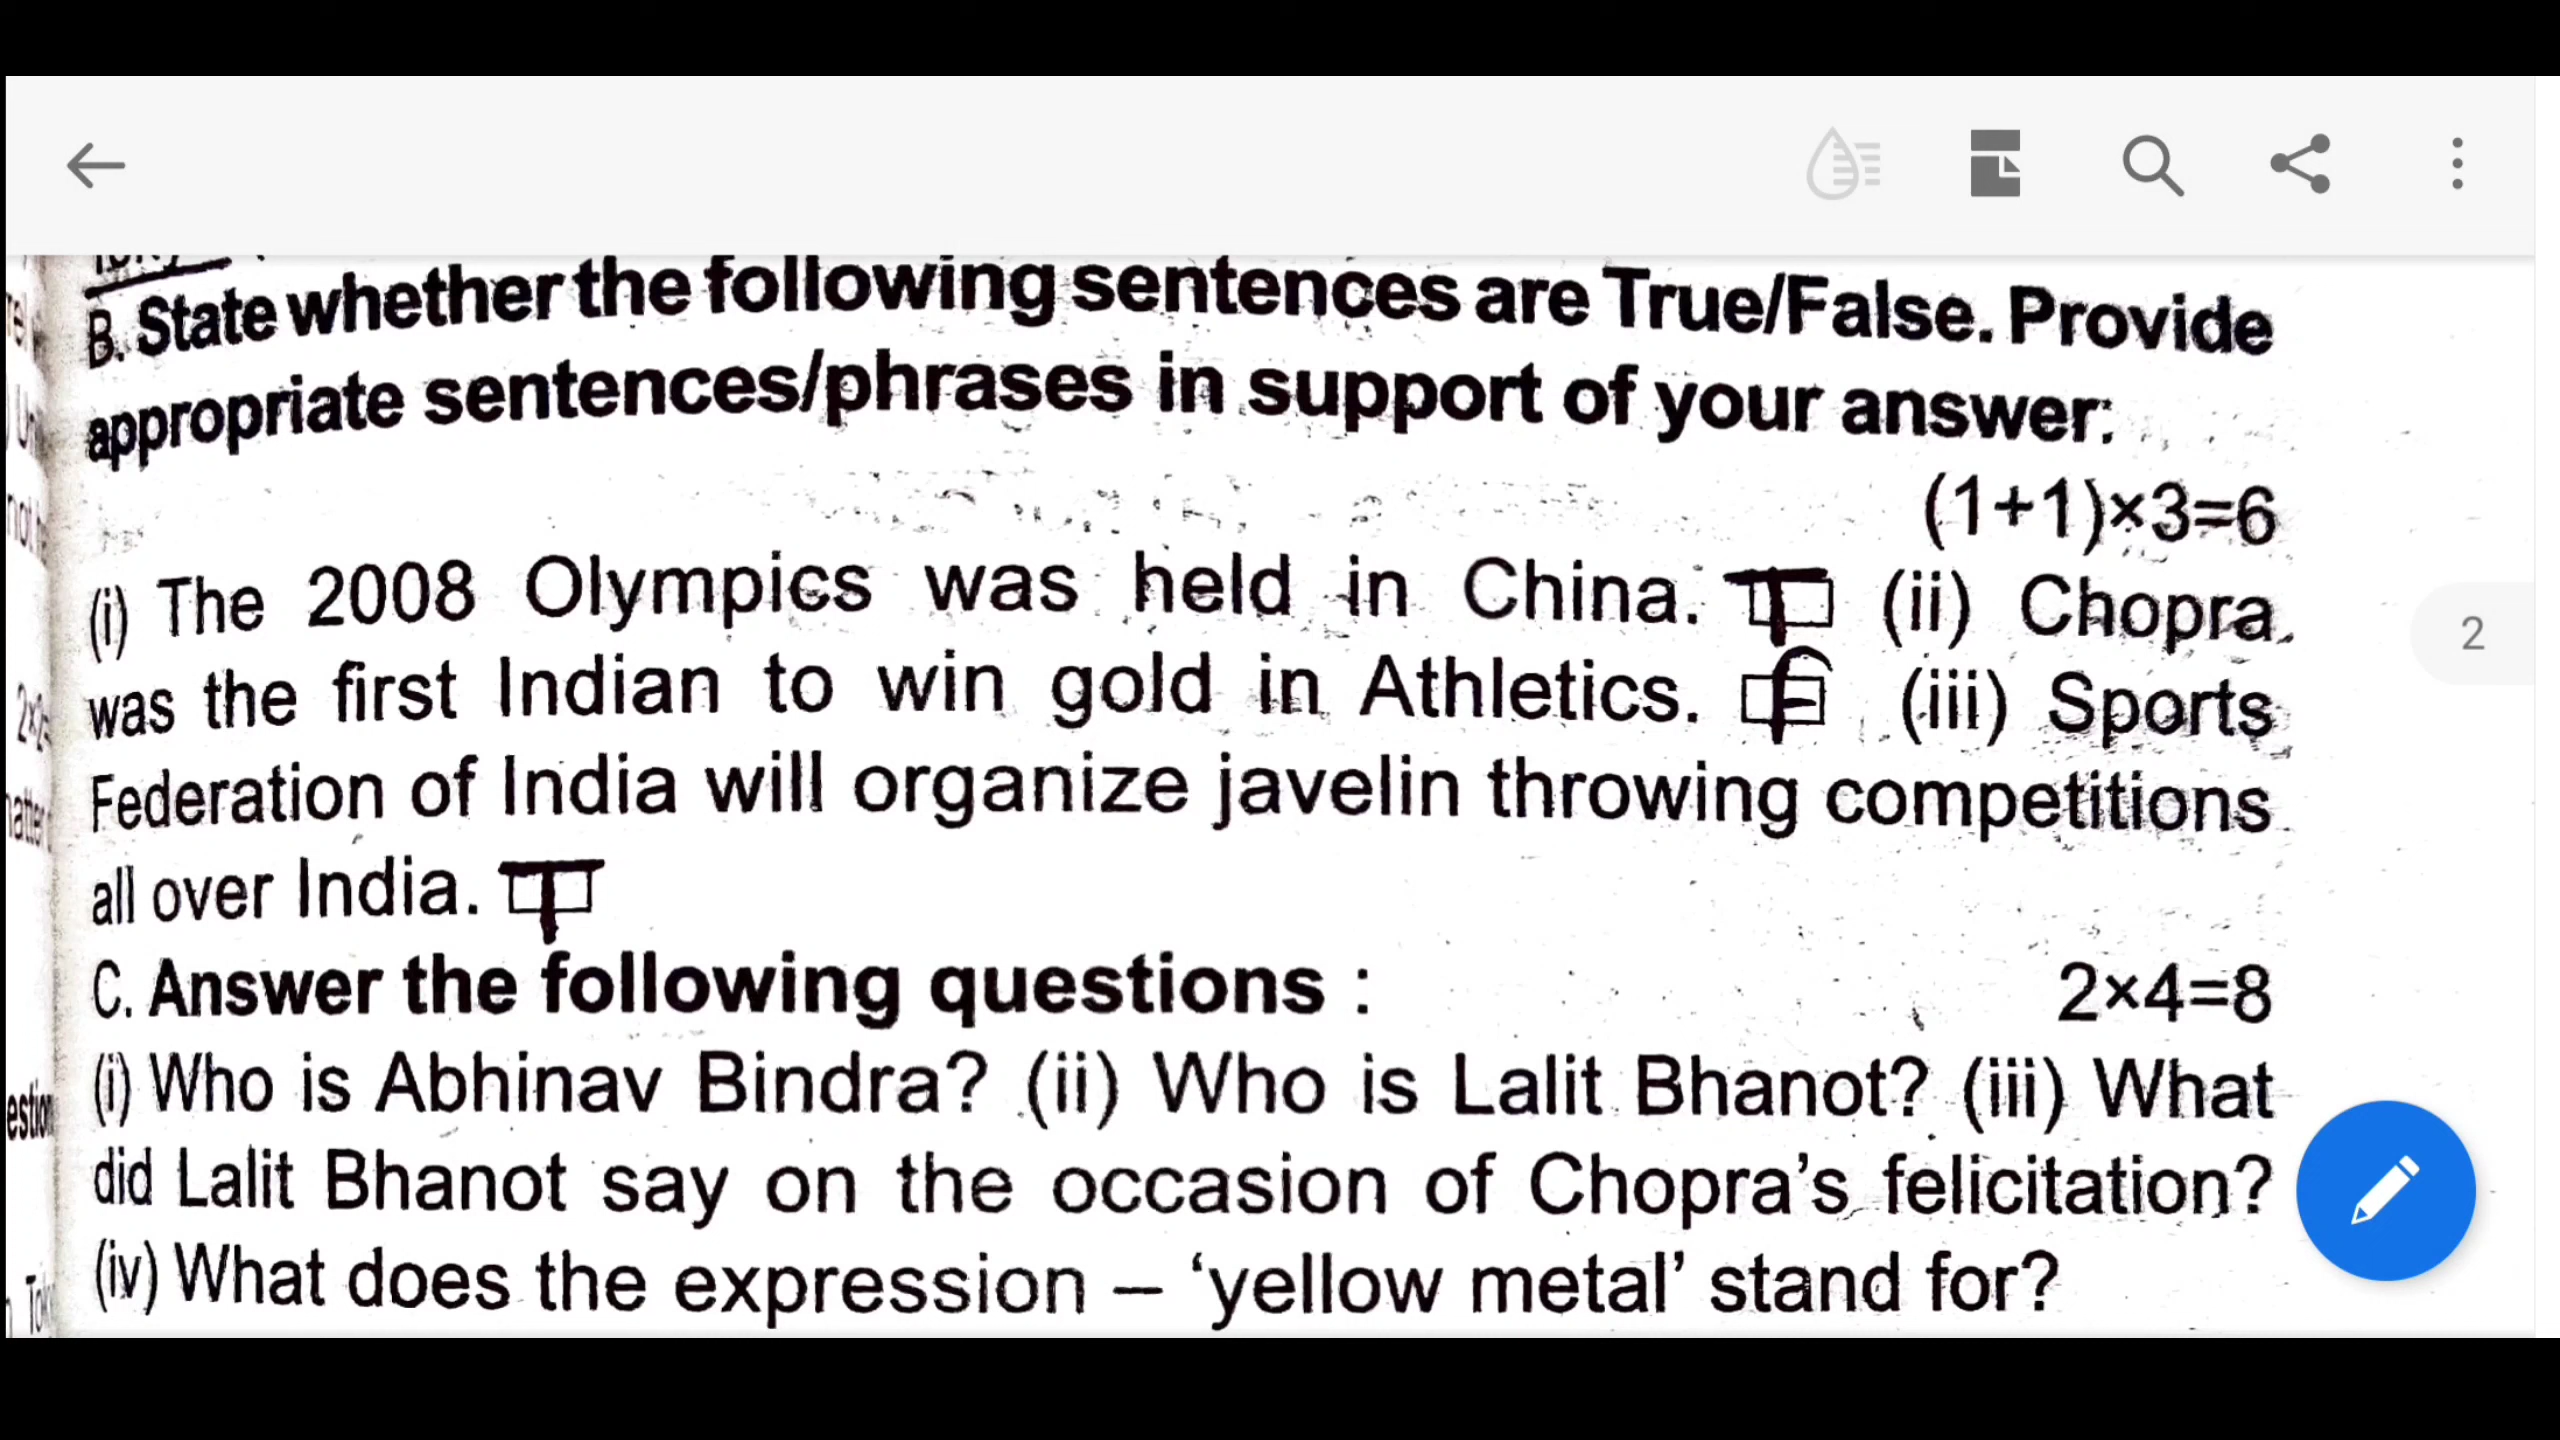 B. State whether the following sentences are True/False. Provide
appropriate sentences/phrases in support of your answer:
(1+1)×3=6
(i) The 2008 Olympics was held in China. T (ii) Chopra
was the first Indian to win gold in Athletics. F (iii) Sports
Federation of India will organize javelin throwing competitions
all over India. T
C. Answer the following questions : 2×4=8
(i) Who is Abhinav Bindra? (ii) Who is Lalit Bhanot? (iii) What
did Lalit Bhanot say on the occasion of Chopra's felicitation?
(iv) What does the expression – 'yellow metal' stand for?
2